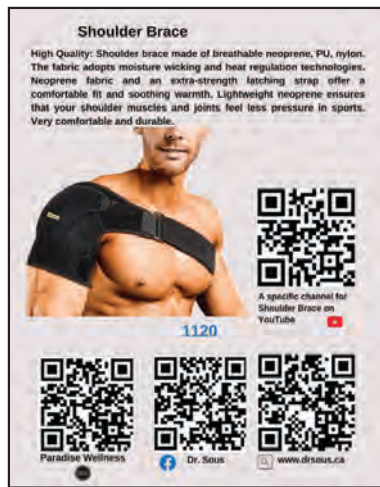 Shoulder Brace
High Quality: Shoulder brace made of breathable neoprene, PU, nylon.
The fabric adopts moisture wicking and heat regulation technologies.
Neoprene fabric and an extra-strength latching strap offer a
comfortable fit and soothing warmth. Lightweight neoprene ensures
that your shoulder muscles and joints feel less pressure in sports.
Very comfortable and durable.
A specific channel for
Shoulder Brace on
YouTube
1120
Paradise Wellness
Dr. Sous
www.drsous.ca